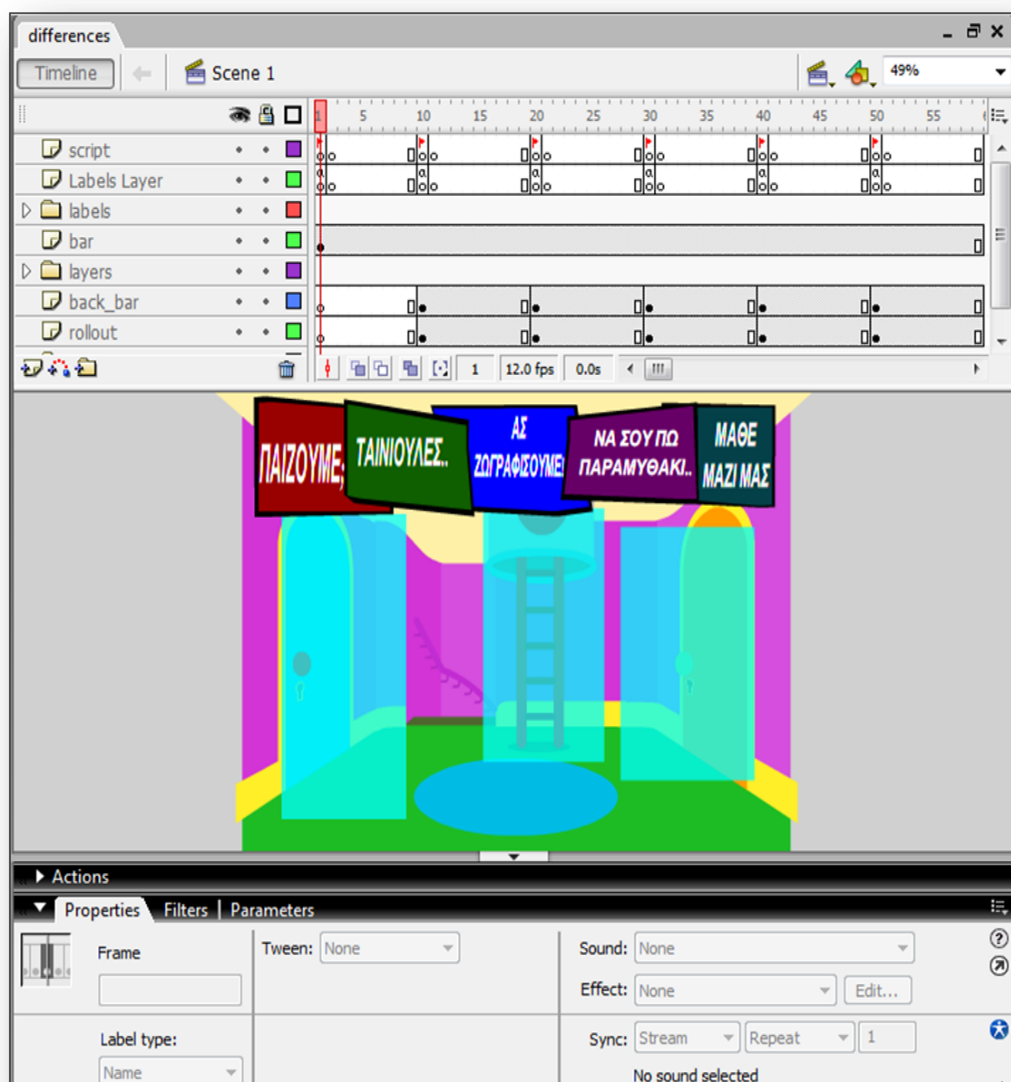 differences
Timeline
Scene 1
49%
1 5 10 15 20 25 30 35 40 45 50 55
script
Labels Layer
labels
bar
layers
back_bar
rollout
1 12.0 fps 0.0s
ΠΑΙΖΟΥΜΕ;
ΤΑΙΝΙΟΥΛΕΣ..
ΑΣ
ΖΩΓΡΑΦΙΣΟΥΜΕ!
ΝΑ ΣΟΥ ΠΩ
ΠΑΡΑΜΥΘΑΚΙ..
ΜΑΘΕ
ΜΑΖΙ ΜΑΣ
Actions
Properties Filters Parameters
Frame
Tween: None
Sound: None
Effect: None Edit...
Label type:
Name
Sync: Stream Repeat 1
No sound selected